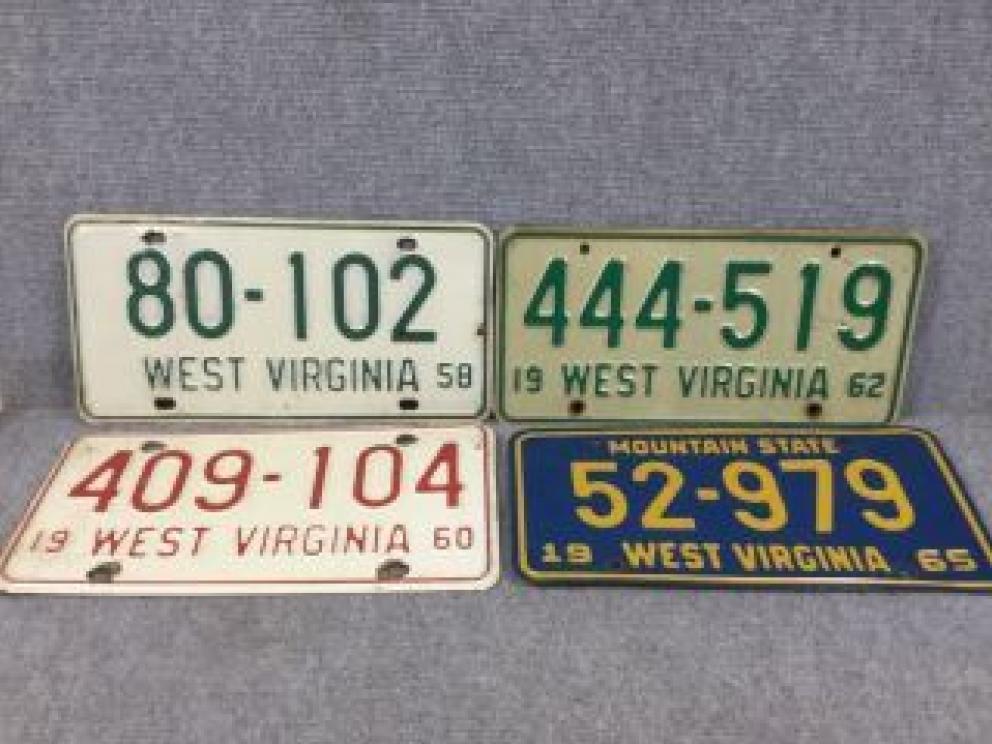 80-102
WEST VIRGINIA 58
444-519
19 WEST VIRGINIA 62
409-104
19 WEST VIRGINIA 60
MOUNTAIN STATE
52-979
19 WEST VIRGINIA 65